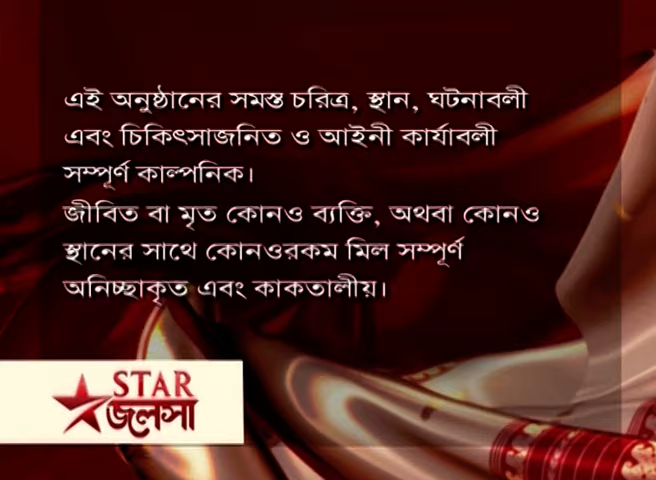 এই অনুষ্ঠানের সমস্ত চরিত্র, স্থান, ঘটনাবলী
এবং চিকিৎসাজনিত ও আইনী কার্যাবলী
সম্পূর্ণ কাল্পনিক।
জীবিত বা মৃত কোনও ব্যক্তি, অথবা কোনও
স্থানের সাথে কোনওরকম মিল সম্পূর্ণ
অনিচ্ছাকৃত এবং কাকতালীয়।
STAR
জলসা